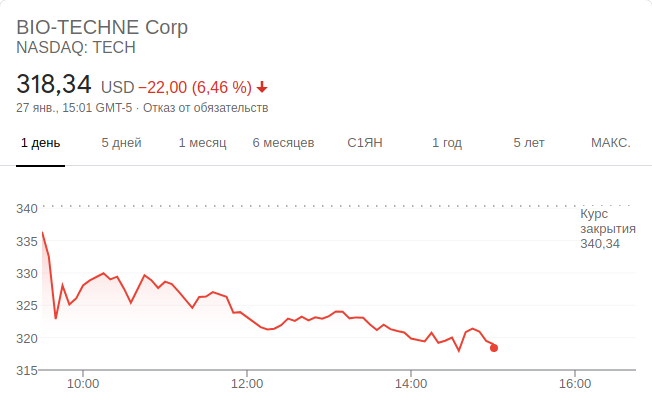 BIO-TECHNE Corp
NASDAQ: TECH
318,34 USD −22,00 (6,46 %)
27 янв., 15:01 GMT-5 · Отказ от обязательств
1 день 5 дней 1 месяц 6 месяцев С1ЯН 1 год 5 лет МАКС.
340
Курс
закрытия
340,34
335
330
325
320
315
10:00 12:00 14:00 16:00